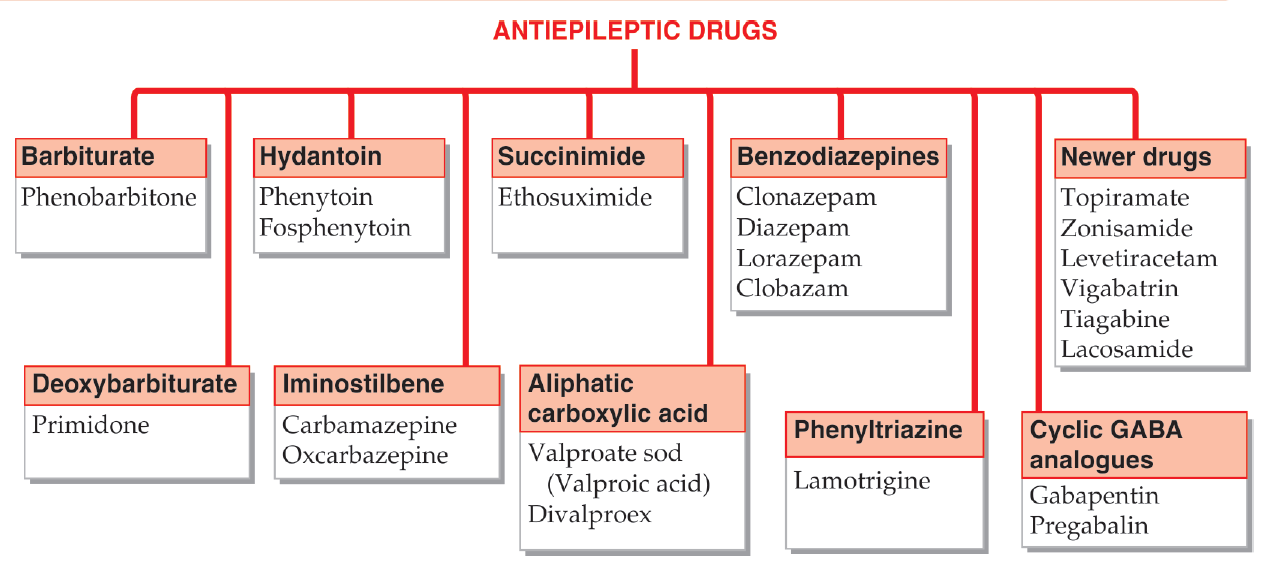 ANTIEPILEPTIC DRUGS
Barbiturate
Phenobarbitone
Hydantoin
Phenytoin
Fosphenytoin
Succinimide
Ethosuximide
Benzodiazepines
Clonazepam
Diazepam
Lorazepam
Clobazam
Newer drugs
Topiramate
Zonisamide
Levetiracetam
Vigabatrin
Tiagabine
Lacosamide
Deoxybarbiturate
Primidone
Iminostilbene
Carbamazepine
Oxcarbazepine
Aliphatic
carboxylic acid
Valproate sod
(Valproic acid)
Divalproex
Phenyltriazine
Lamotrigine
Cyclic GABA
analogues
Gabapentin
Pregabalin